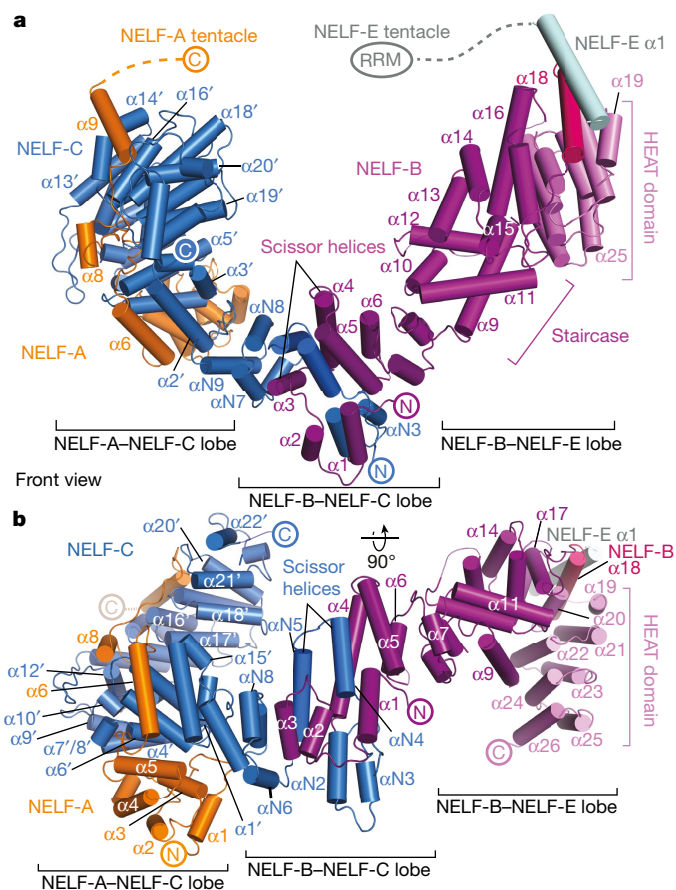 a
NELF-A tentacle
C
NELF-E tentacle
RRM
NELF-E α1
α9
α14′
α16′
α18′
NELF-C
α20′
α13′
α19′
C
α5′
α8
α3′
NELF-A
α6
α2′
αN9
αN7
αN8
Scissor helices
α4
α5
α6
α3
α2
α1
N
αN3
N
α18
α19
α16
α14
NELF-B
α13
α12
α15
α10
α11
α9
α25
HEAT domain
Staircase
NELF-A–NELF-C lobe
NELF-B–NELF-E lobe
Front view
NELF-B–NELF-C lobe
b
90°
α20′
α22′
C
NELF-C
α21'
C
α16′
α18′
α17′
α8
α15′
α12′
α6
α10′
α9′
α7′/8′
α6′
α4′
α5
NELF-A
α4
α3
α2
N
α1
α1′
αN8
αN6
Scissor
helices
αN5
α4
α6
α5
α3
α2
α1
N
αN4
αN2
αN3
α7
α14
α17
NELF-E α1
NELF-B
α18
α11
α19
α20
α9
α22
α21
α24
α23
C
α26
α25
HEAT domain
NELF-B–NELF-E lobe
NELF-A–NELF-C lobe
NELF-B–NELF-C lobe